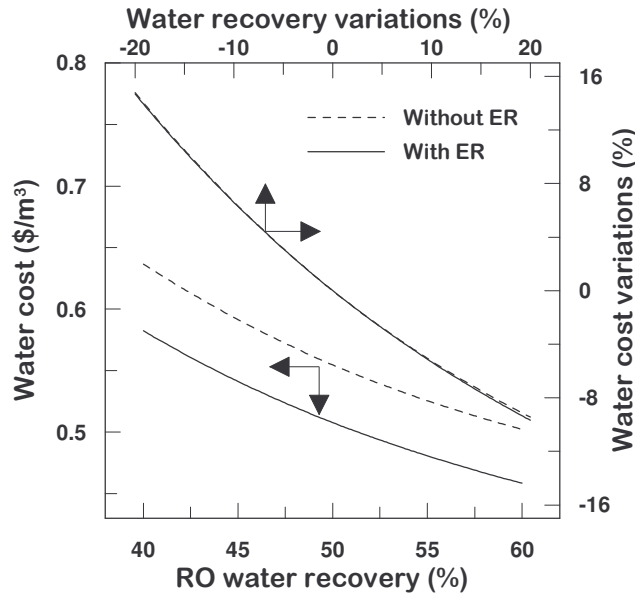 Water recovery variations (%)
-20 -10 0 10 20
0.8
0.7
0.6
0.5
Water cost ($/m³)
Without ER
With ER
16
8
0
-8
-16
Water cost variations (%)
40 45 50 55 60
RO water recovery (%)